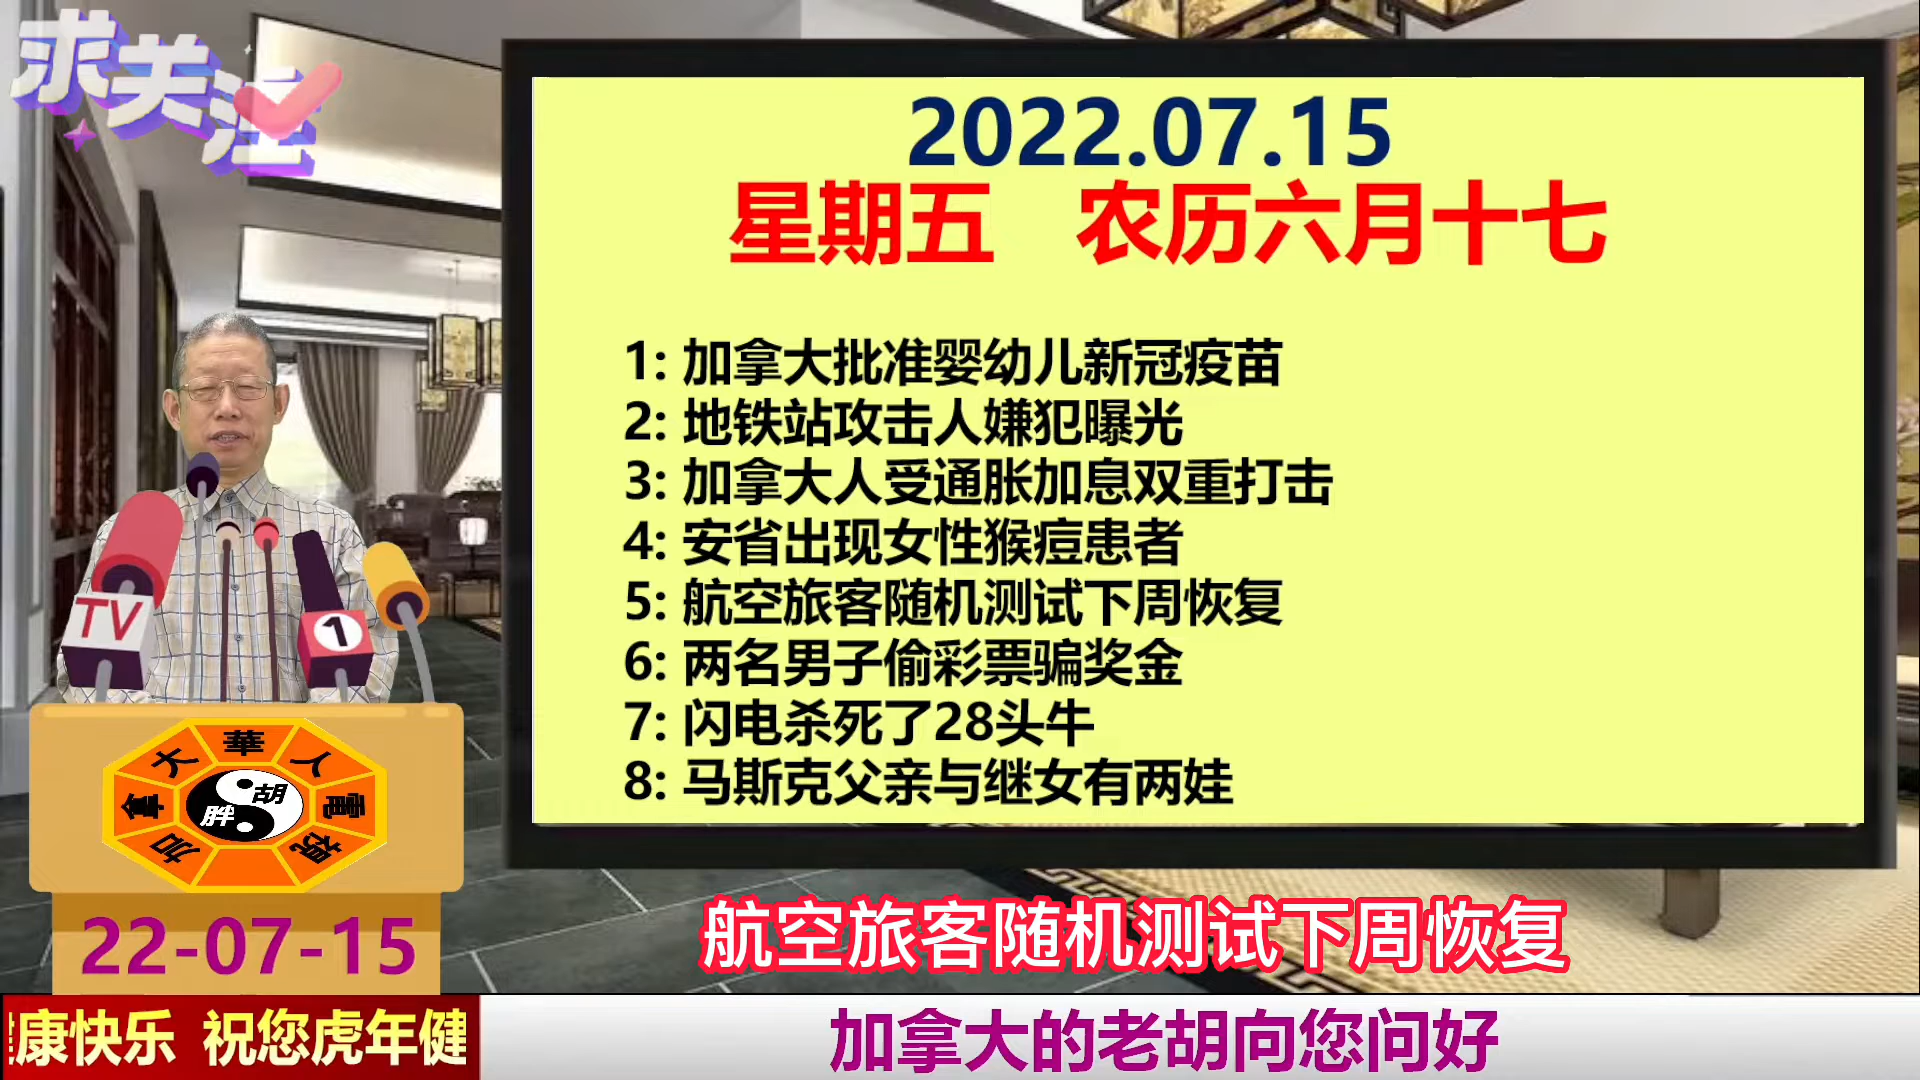 求关注
2022.07.15
星期五 农历六月十七
1: 加拿大批准婴幼儿新冠疫苗
2: 地铁站攻击人嫌犯曝光
3: 加拿大人受通胀加息双重打击
4: 安省出现女性猴痘患者
5: 航空旅客随机测试下周恢复
6: 两名男子偷彩票骗奖金
7: 闪电杀死了28头牛
8: 马斯克父亲与继女有两娃
TV
1
加拿大華人電視
胖胡
22-07-15
航空旅客随机测试下周恢复
健康快乐 祝您虎年健
加拿大的老胡向您问好